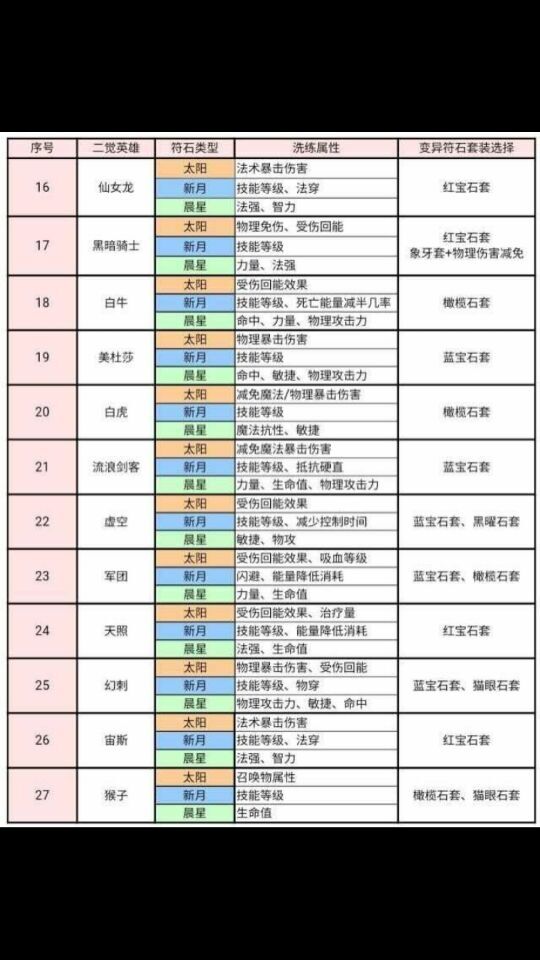 序号 二觉英雄 符石类型 洗练属性 变异符石套装选择
16 仙女龙 太阳 法术暴击伤害 红宝石套
新月 技能等级、法穿
晨星 法强、智力
17 黑暗骑士 太阳 物理免伤、受伤回能 红宝石套
新月 技能等级 象牙套+物理伤害减免
晨星 力量、法强
18 白牛 太阳 受伤回能效果 橄榄石套
新月 技能等级、死亡能量减半几率
晨星 命中、力量、物理攻击力
19 美杜莎 太阳 物理暴击伤害 蓝宝石套
新月 技能等级
晨星 命中、敏捷、物理攻击力
20 白虎 太阳 减免魔法/物理暴击伤害 橄榄石套
新月 技能等级
晨星 魔法抗性、敏捷
21 流浪剑客 太阳 减免魔法暴击伤害 蓝宝石套
新月 技能等级、抵抗硬直
晨星 力量、生命值、物理攻击力
22 虚空 太阳 受伤回能效果 蓝宝石套、黑曜石套
新月 技能等级、减少控制时间
晨星 敏捷、物攻
23 军团 太阳 受伤回能效果、吸血等级 蓝宝石套、橄榄石套
新月 闪避、能量降低消耗
晨星 力量、生命值
24 天照 太阳 受伤回能效果、治疗量 红宝石套
新月 技能等级、能量降低消耗
晨星 法强、生命值
25 幻刺 太阳 物理暴击伤害、受伤回能 蓝宝石套、猫眼石套
新月 技能等级、物穿
晨星 物理攻击力、敏捷、命中
26 宙斯 太阳 法术暴击伤害 红宝石套
新月 技能等级、法穿
晨星 法强、智力
27 猴子 太阳 召唤物属性 橄榄石套、猫眼石套
新月 技能等级
晨星 生命值